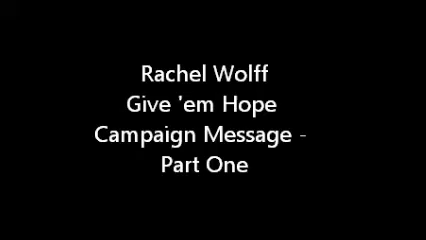 Rachel Wolff
Give 'em Hope
Campaign Message -
Part One